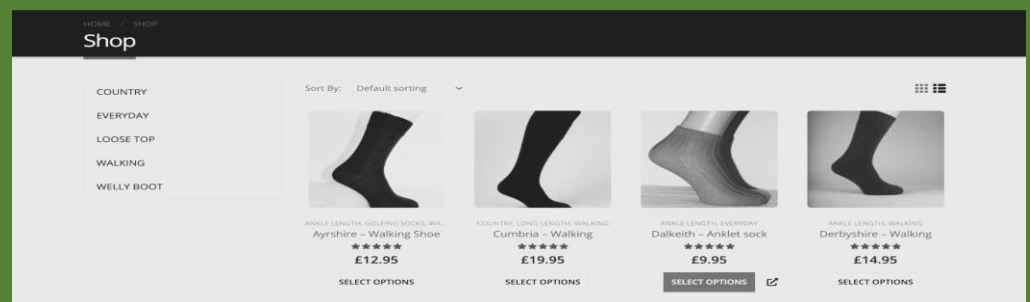 HOME / SHOP
Shop
COUNTRY
EVERYDAY
LOOSE TOP
WALKING
WELLY BOOT
Sort By: Default sorting
ANKLE LENGTH, GOLFING SOCKS, WA...
Ayrshire – Walking Shoe
£12.95
SELECT OPTIONS
COUNTRY, LONG LENGTH, WALKING
Cumbria – Walking
£19.95
SELECT OPTIONS
ANKLE LENGTH, EVERYDAY
Dalkeith – Anklet sock
£9.95
SELECT OPTIONS
ANKLE LENGTH, WALKING
Derbyshire – Walking
£14.95
SELECT OPTIONS